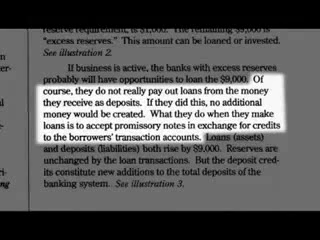 reserve requirement, is $1,000. The remaining $9,000 is
"excess reserves." This amount can be loaned or invested.
See illustration 2.
If business is active, the banks with excess reserves
probably will have opportunities to loan the $9,000. Of
course, they do not really pay out loans from the money
they receive as deposits. If they did this, no additional
money would be created. What they do when they make
loans is to accept promissory notes in exchange for credits
to the borrowers' transaction accounts. Loans (assets)
and deposits (liabilities) both rise by $9,000. Reserves are
unchanged by the loan transactions. But the deposit cred-
its constitute new additions to the total deposits of the
banking system. See illustration 3.